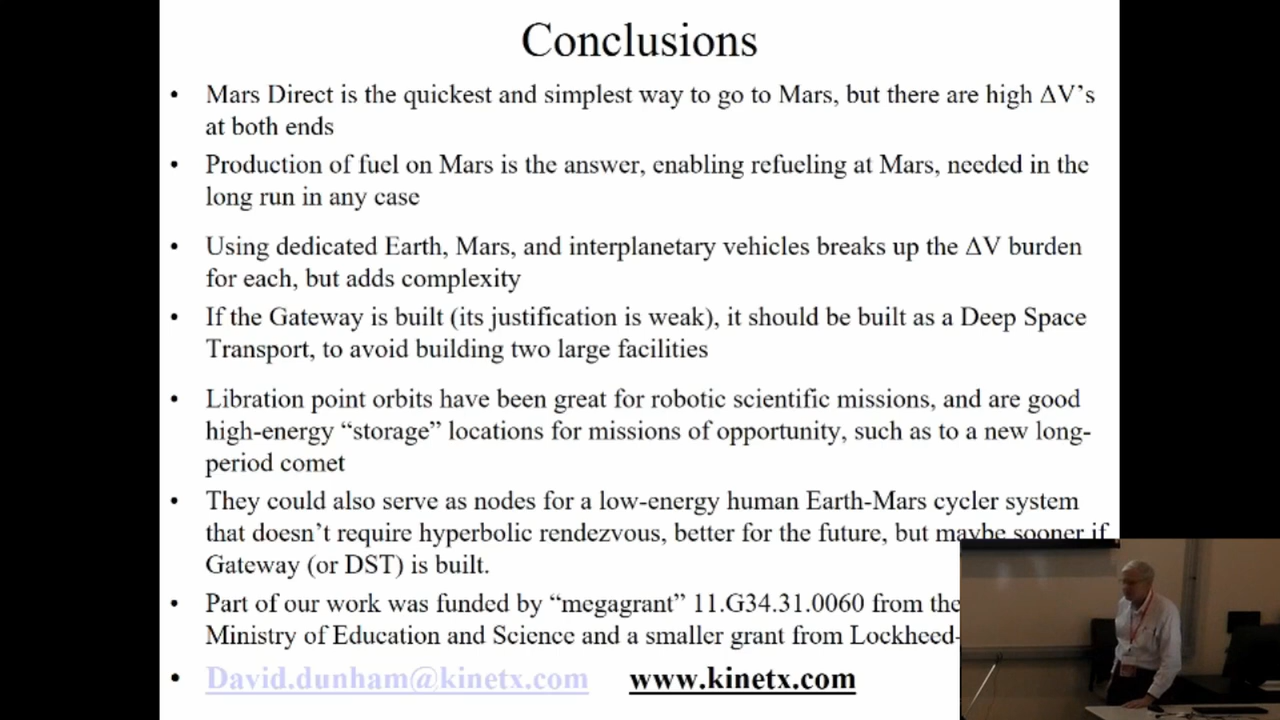 Conclusions
• Mars Direct is the quickest and simplest way to go to Mars, but there are high ΔV’s
at both ends
• Production of fuel on Mars is the answer, enabling refueling at Mars, needed in the
long run in any case
• Using dedicated Earth, Mars, and interplanetary vehicles breaks up the ΔV burden
for each, but adds complexity
• If the Gateway is built (its justification is weak), it should be built as a Deep Space
Transport, to avoid building two large facilities
• Libration point orbits have been great for robotic scientific missions, and are good
high-energy “storage” locations for missions of opportunity, such as to a new long-
period comet
• They could also serve as nodes for a low-energy human Earth-Mars cycler system
that doesn’t require hyperbolic rendezvous, better for the future, but maybe sooner if
Gateway (or DST) is built.
• Part of our work was funded by “megagrant” 11.G34.31.0060 from the
Ministry of Education and Science and a smaller grant from Lockheed-
• David.dunham@kinetx.com www.kinetx.com